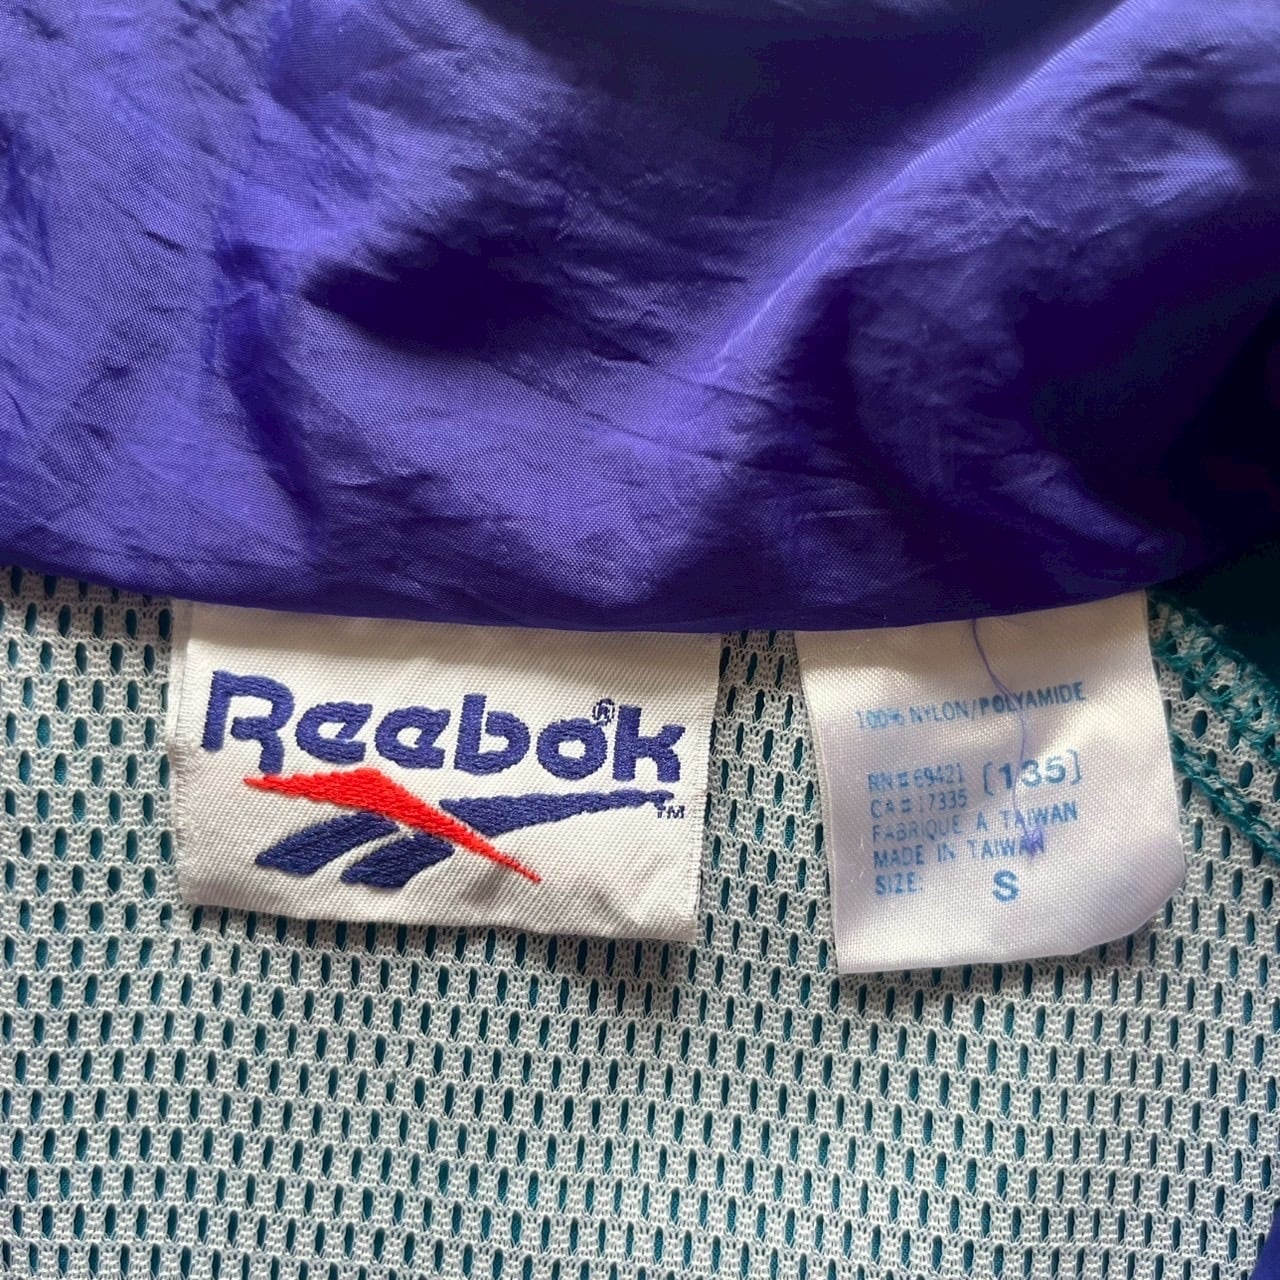 Reebok®
TM
100% NYLON/POLYAMIDE
RN # 69421 [135]
CA # 17335
FABRIQUE A TAIWAN
MADE IN TAIWAN
SIZE: S